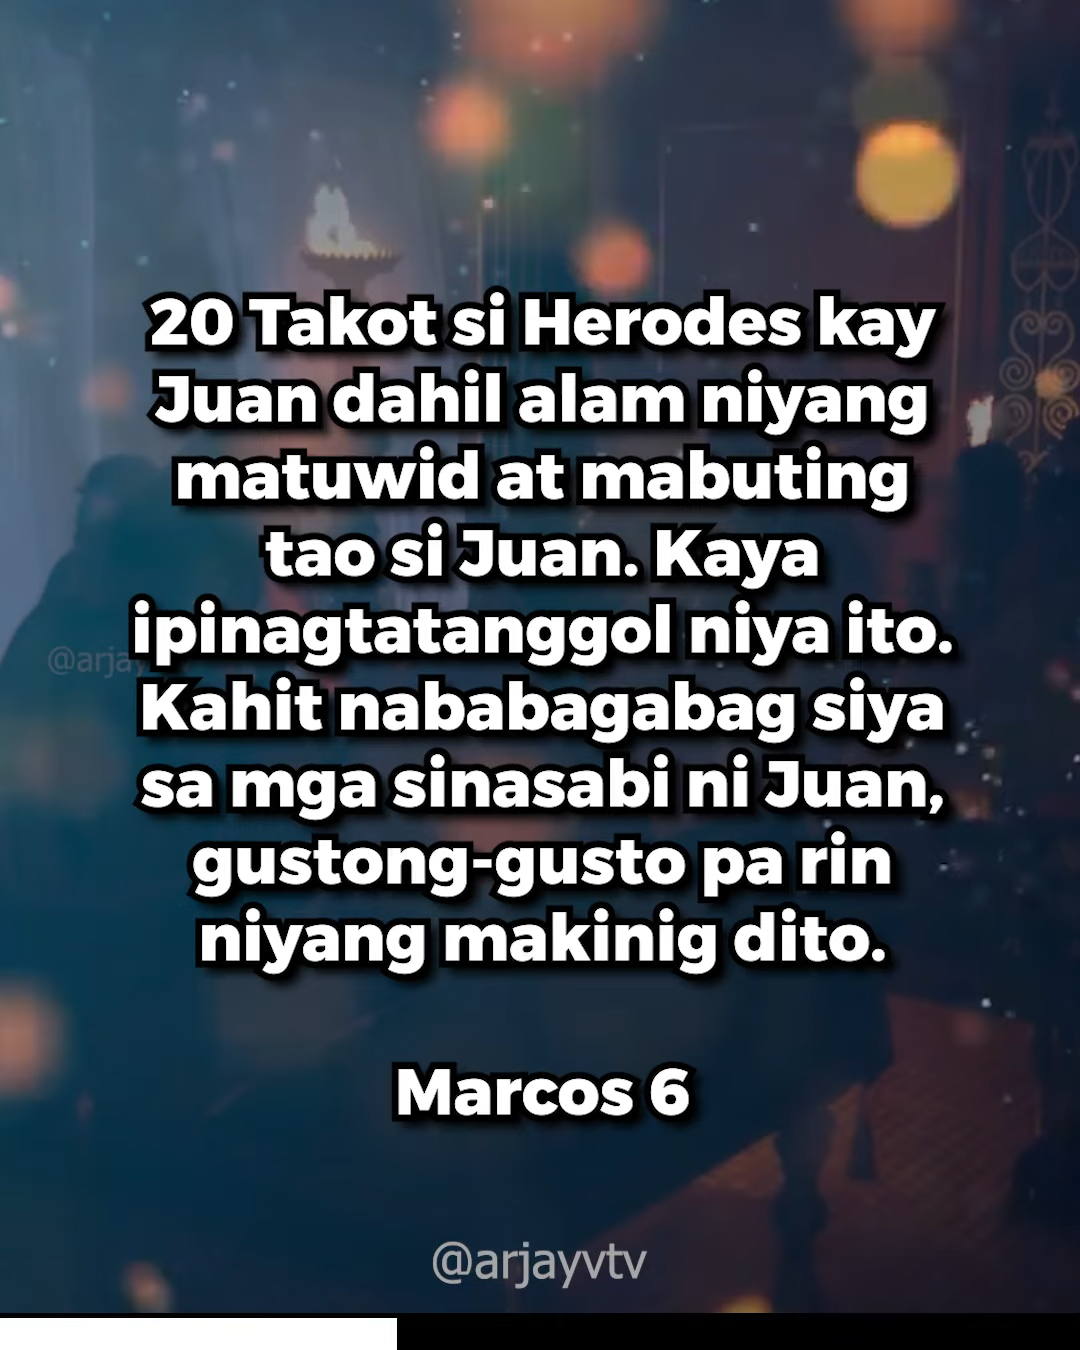 20 Takot si Herodes kay
Juan dahil alam niyang
matuwid at mabuting
tao si Juan. Kaya
ipinagtatanggol niya ito.
@arjay
Kahit nababagabag siya
sa mga sinasabi ni Juan,
gustong-gusto pa rin
niyang makinig dito.
Marcos 6
@arjayvtv